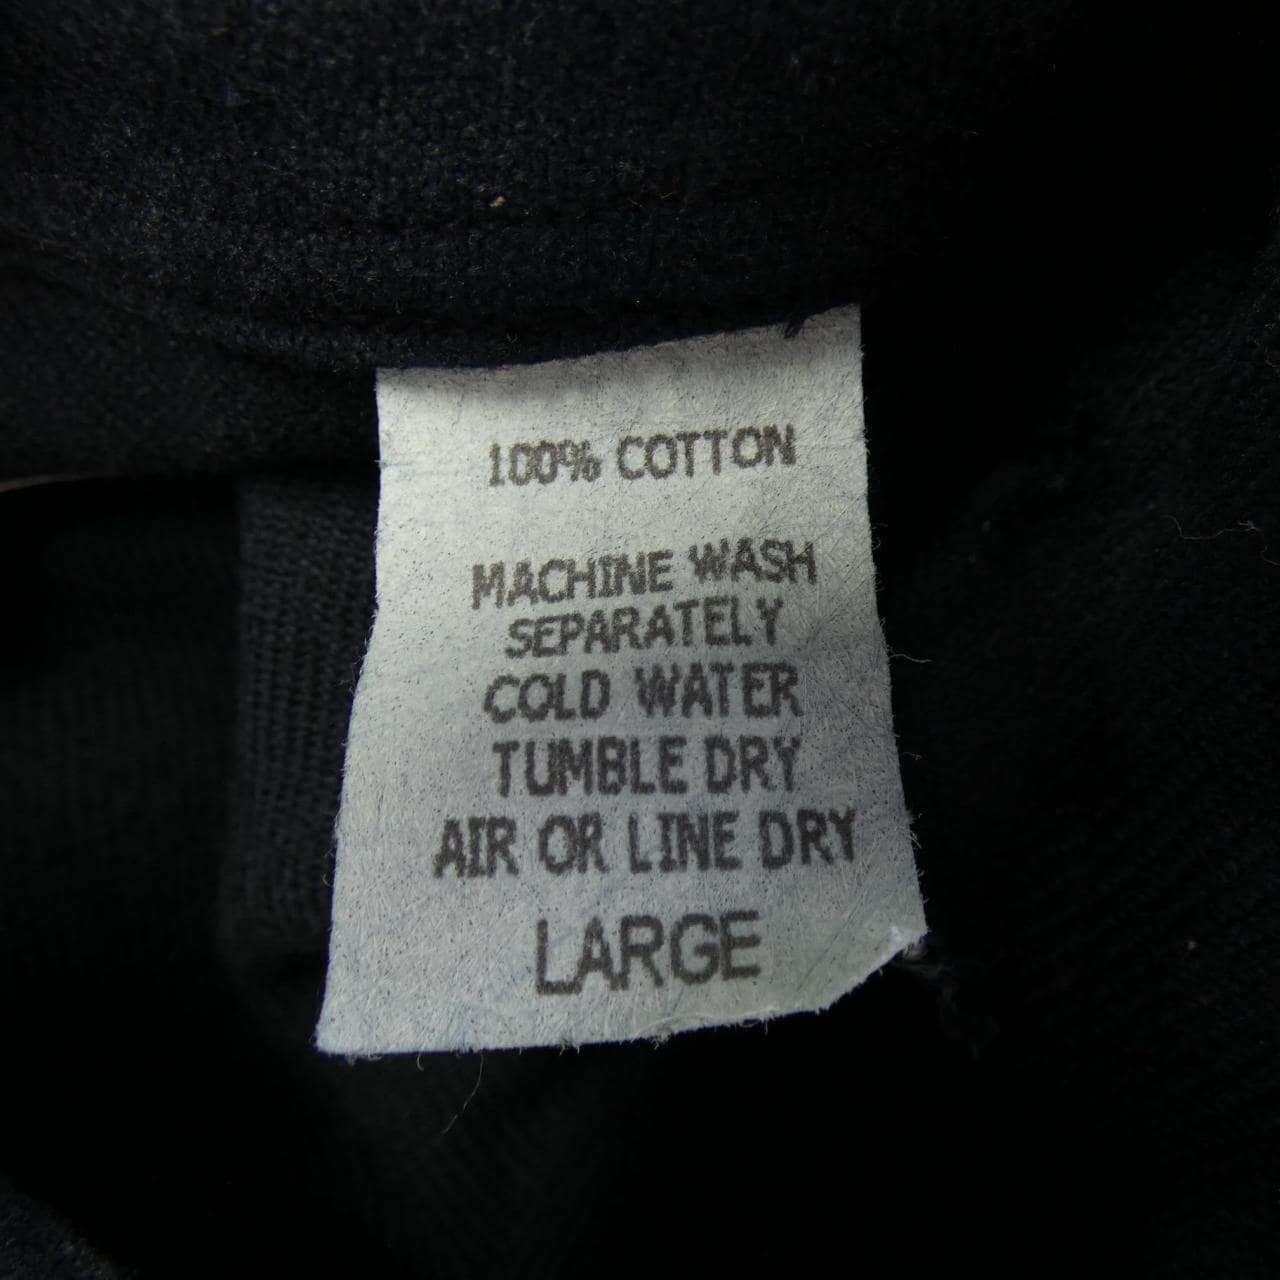 100% COTTON
MACHINE WASH
SEPARATELY
COLD WATER
TUMBLE DRY
AIR OR LINE DRY
LARGE